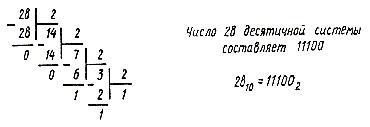 - 28 | 2
28 - 14 | 2
0 14 - 7 | 2
0 - 6 - 3 | 2
1 2 1
1
Число 28 десятичной системы
составляет 11100
28₁₀ = 11100₂